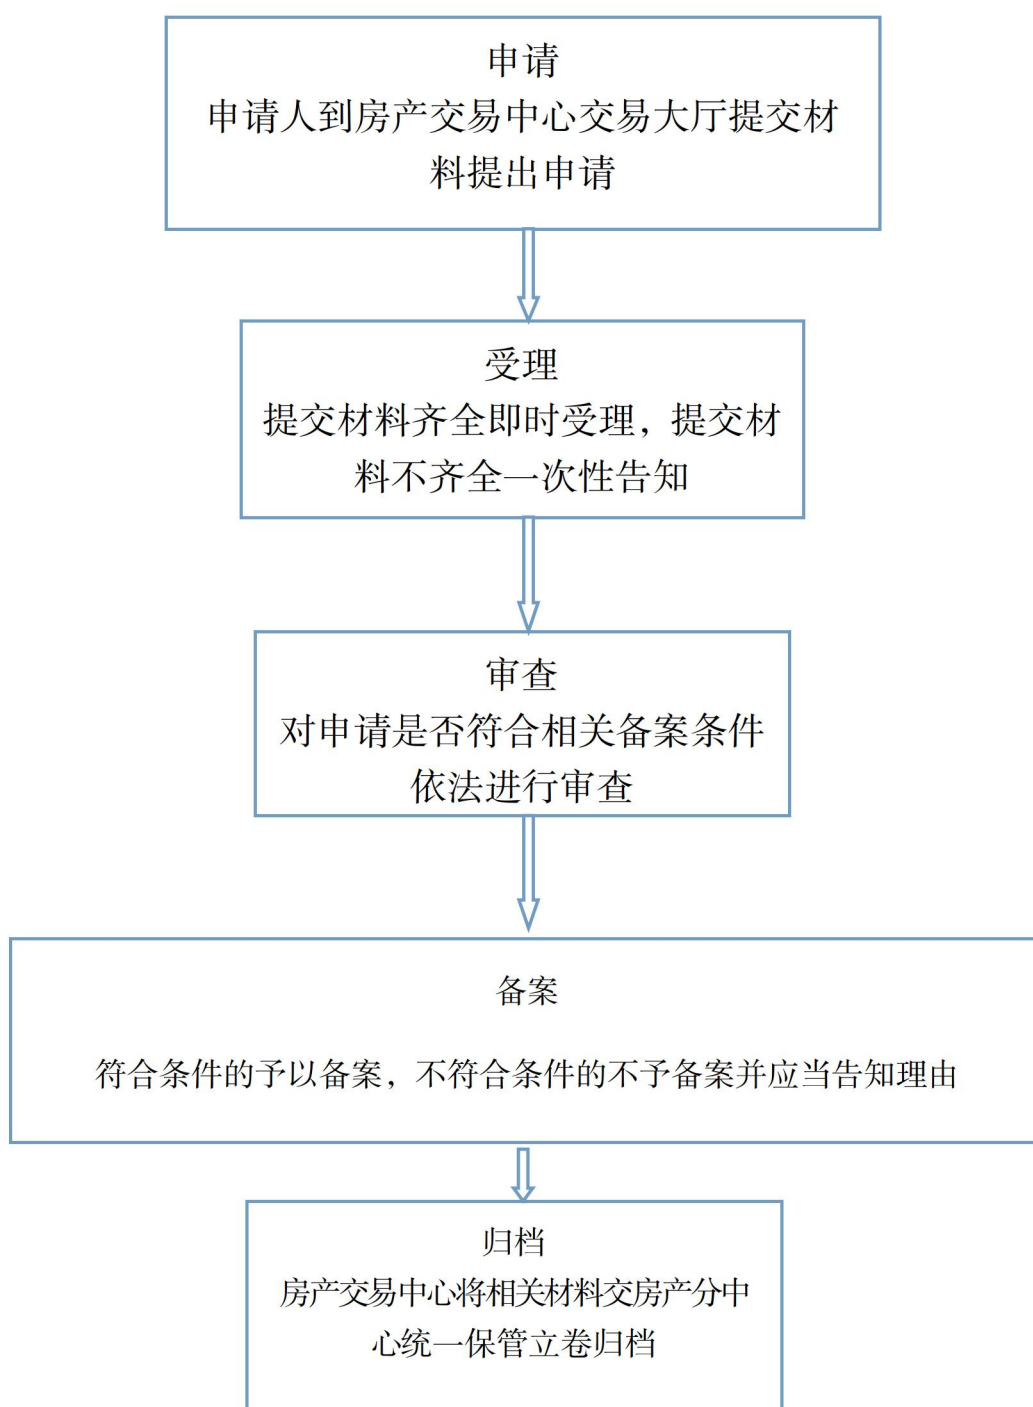 申请
申请人到房产交易中心交易大厅提交材
料提出申请
受理
提交材料齐全即时受理，提交材
料不齐全一次性告知
审查
对申请是否符合相关备案条件
依法进行审查
备案
符合条件的予以备案，不符合条件的不予备案并应当告知理由
归档
房产交易中心将相关材料交房产分中
心统一保管立卷归档